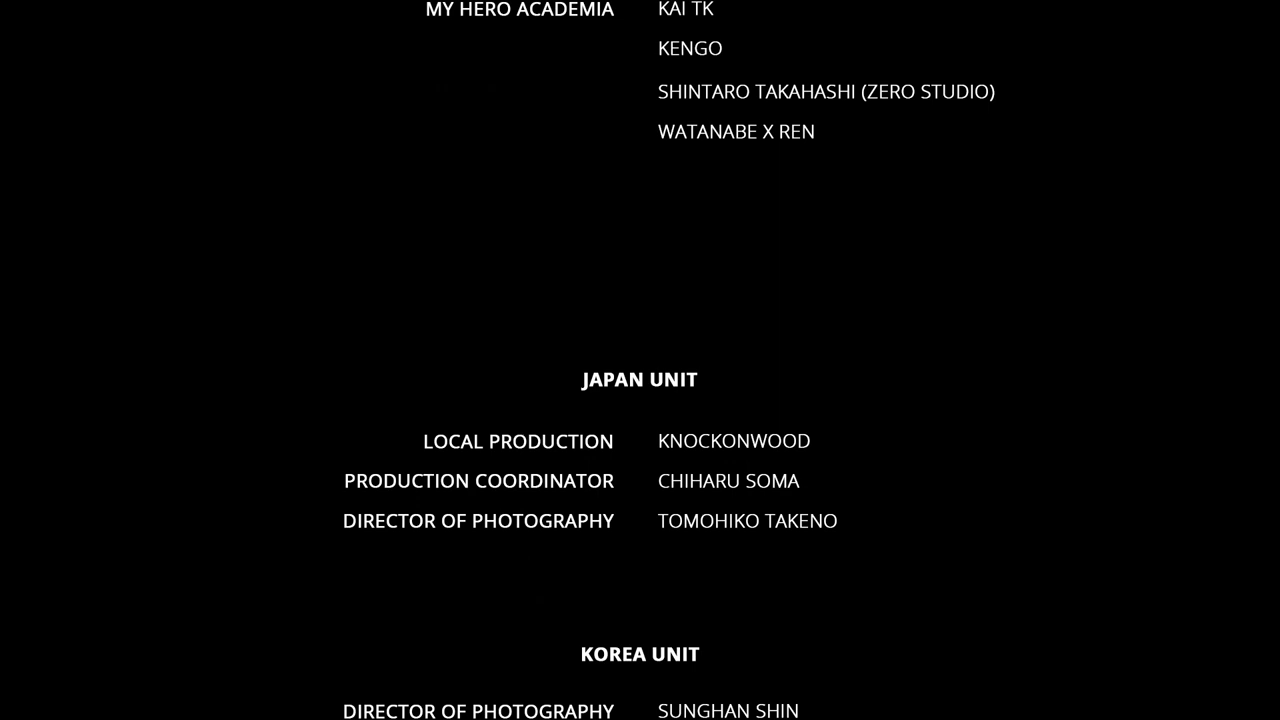 MY HERO ACADEMIA KAI TK
KENGO
SHINTARO TAKAHASHI (ZERO STUDIO)
WATANABE X REN
JAPAN UNIT
LOCAL PRODUCTION KNOCKONWOOD
PRODUCTION COORDINATOR CHIHARU SOMA
DIRECTOR OF PHOTOGRAPHY TOMOHIKO TAKENO
KOREA UNIT
DIRECTOR OF PHOTOGRAPHY SUNGHAN SHIN